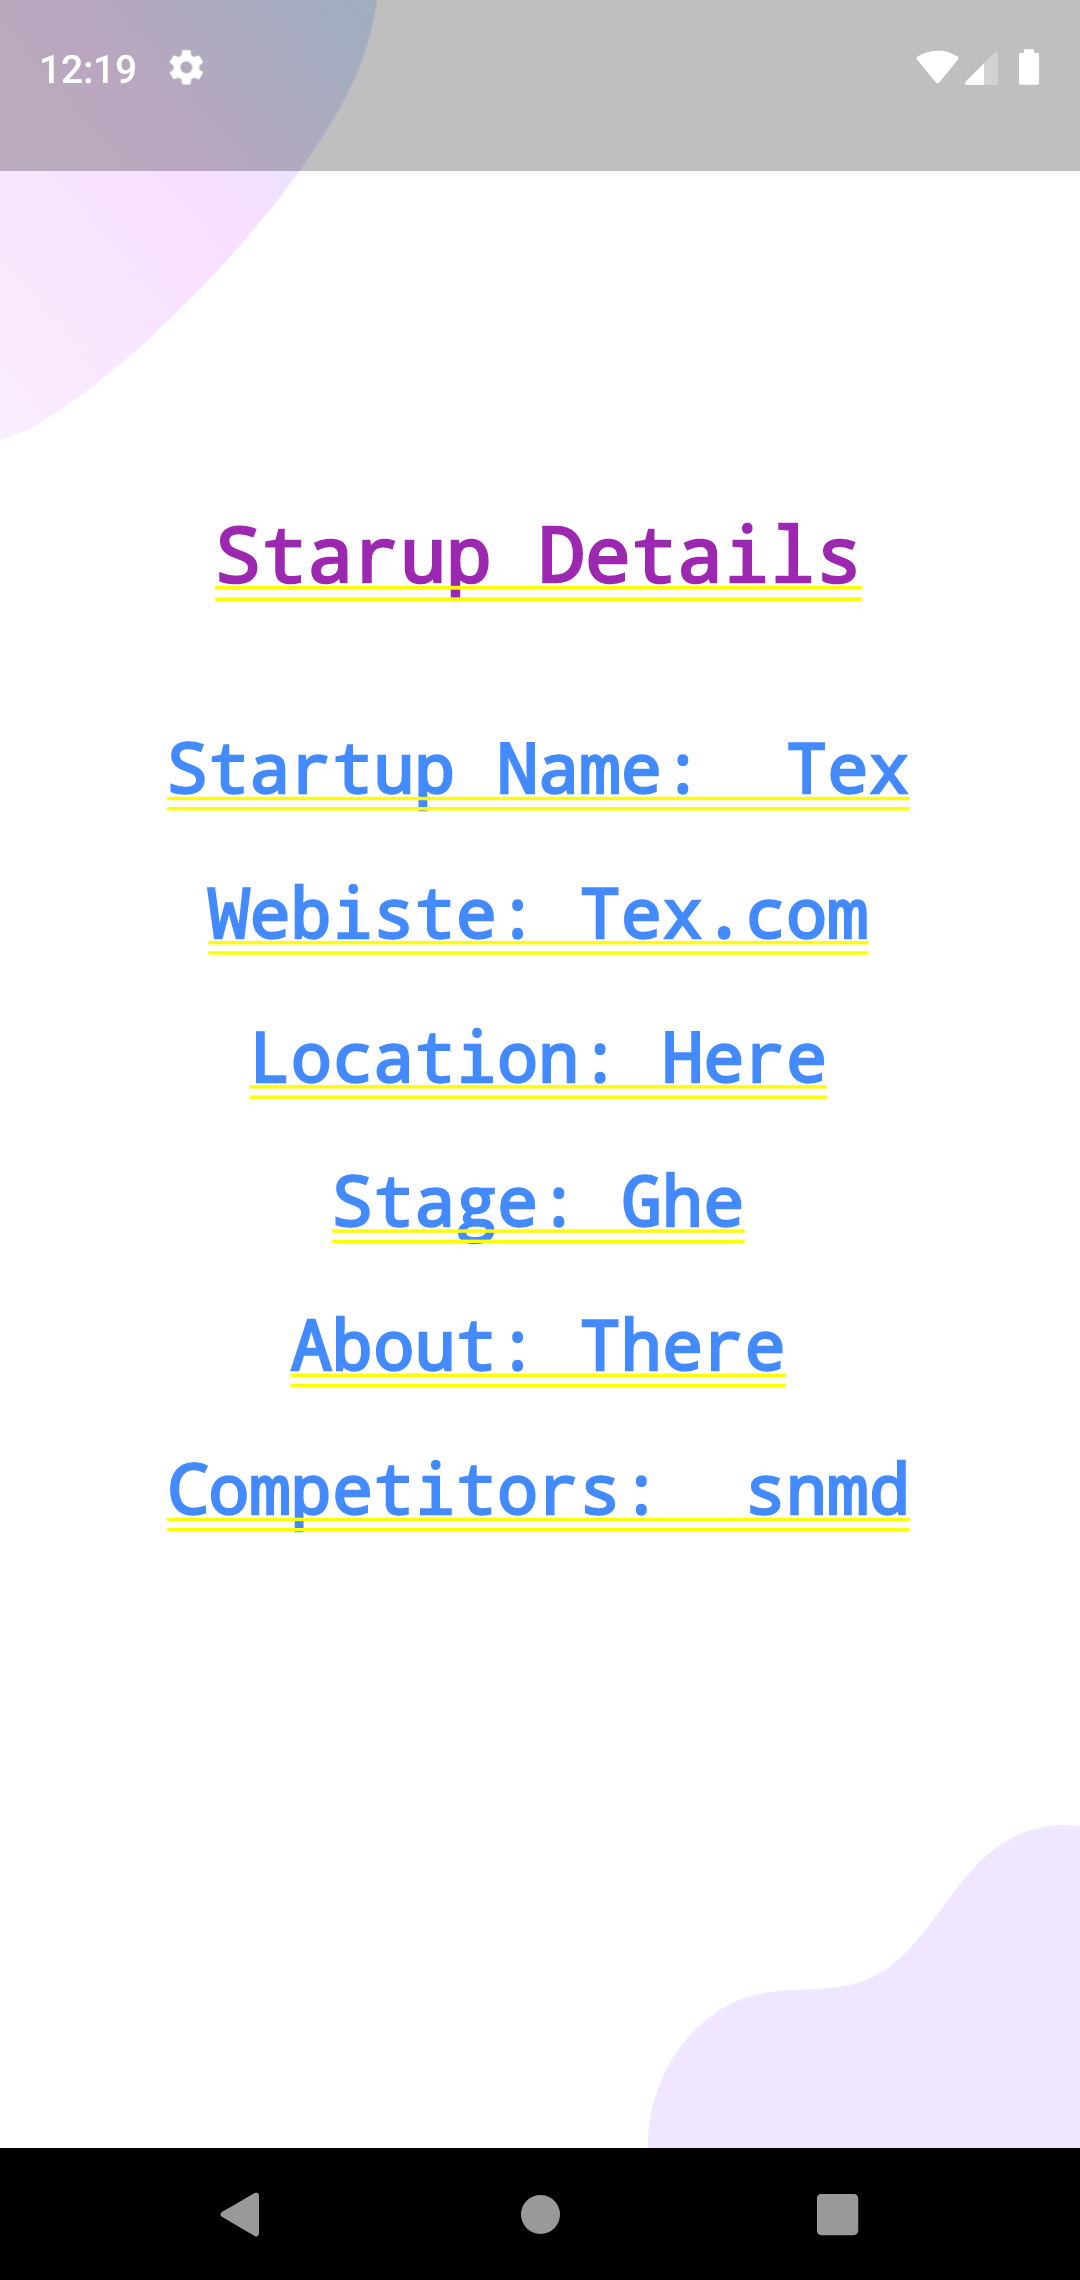 12:19
Starup Details
Startup Name:  Tex
Webiste: Tex.com
Location: Here
Stage: Ghe
About: There
Competitors:  snmd